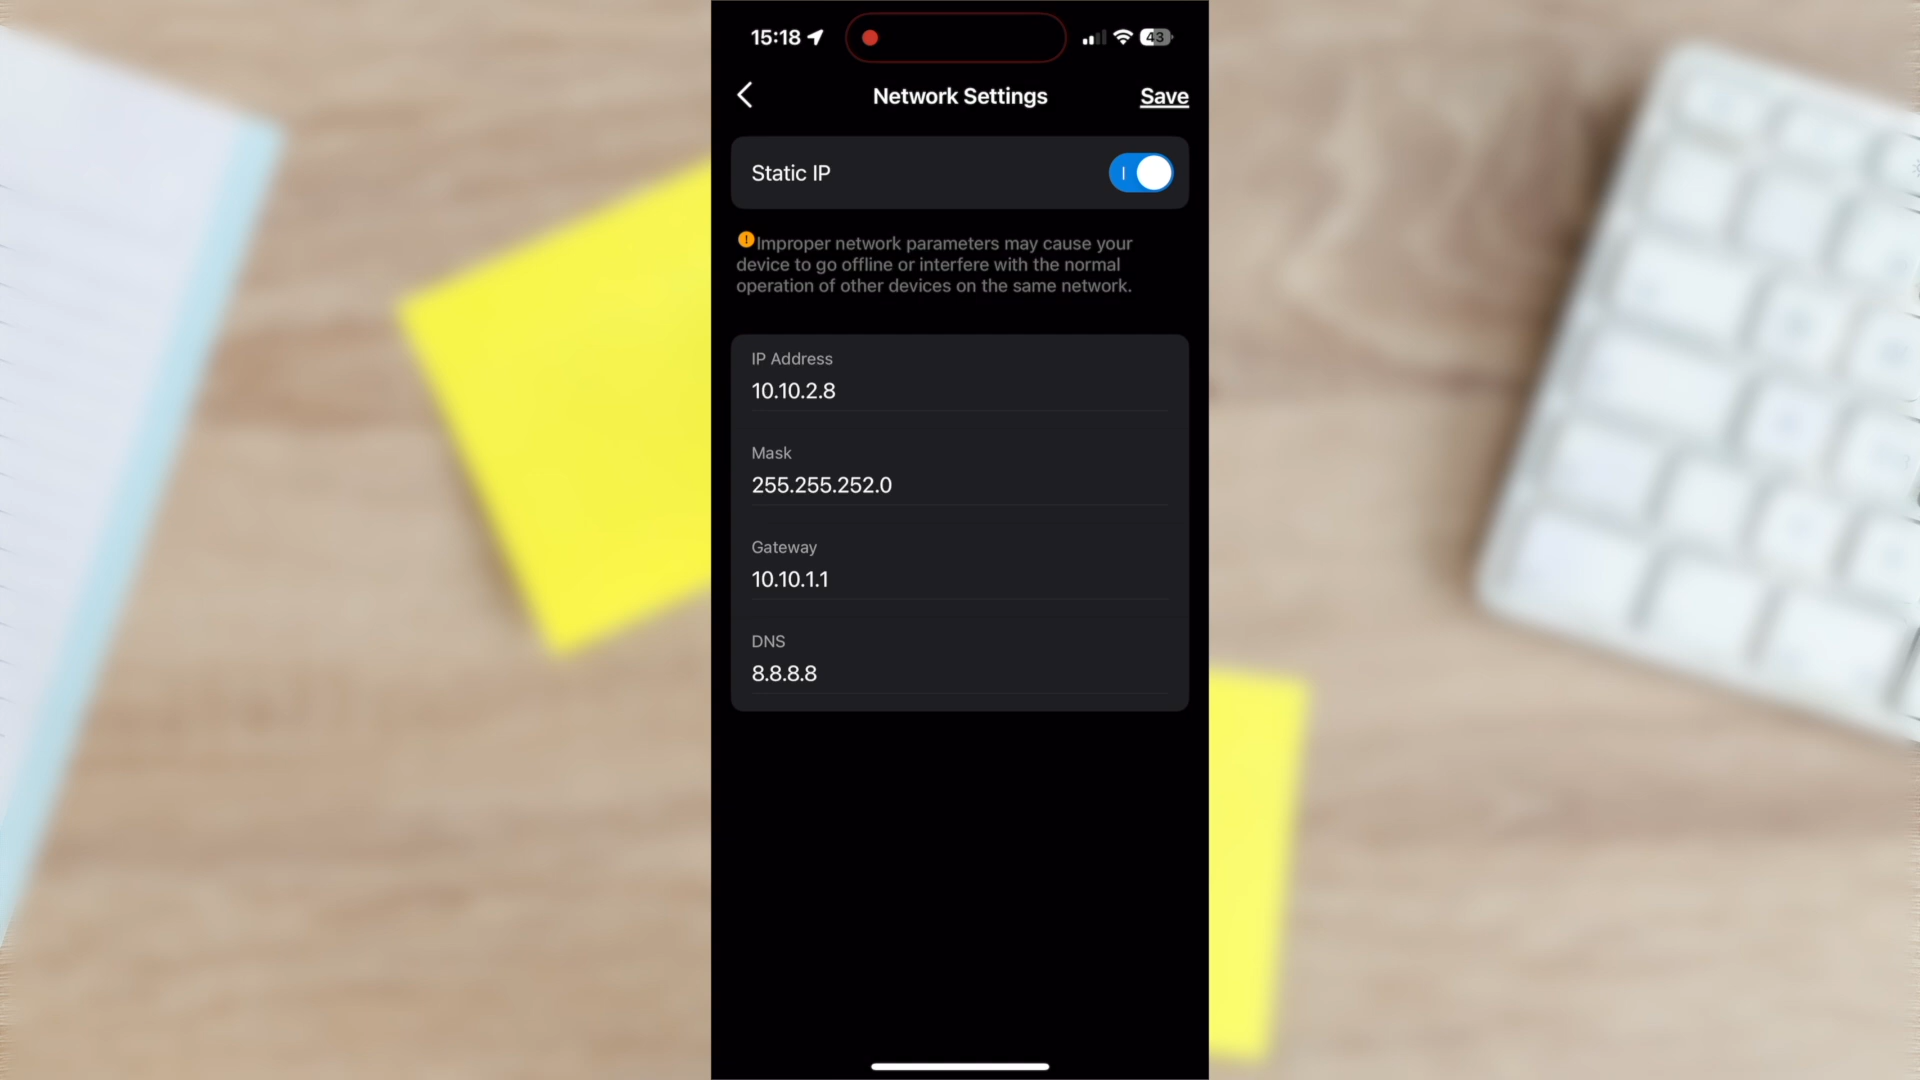 15:18
43
Network Settings
Save
Static IP
Improper network parameters may cause your
device to go offline or interfere with the normal
operation of other devices on the same network.
IP Address
10.10.2.8
Mask
255.255.252.0
Gateway
10.10.1.1
DNS
8.8.8.8